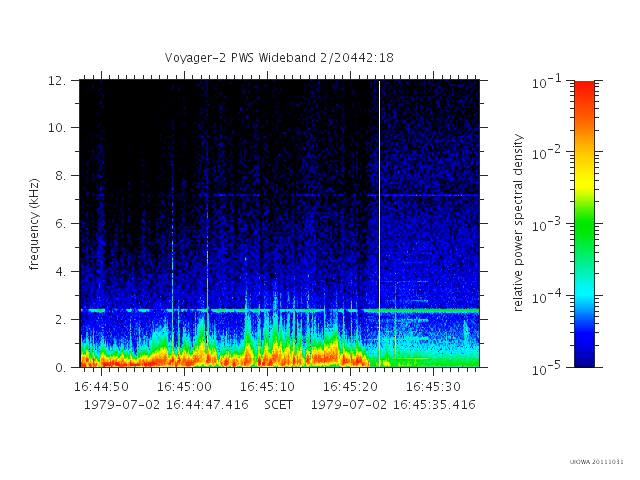 Voyager-2 PWS Wideband 2/20442:18
12.
10.
8.
6.
4.
2.
0.
frequency (kHz)
16:44:50 16:45:00 16:45:10 16:45:20 16:45:30
1979-07-02 16:44:47.416 SCET 1979-07-02 16:45:35.416
10⁻¹
10⁻²
10⁻³
10⁻⁴
10⁻⁵
relative power spectral density
UIOWA 20111031